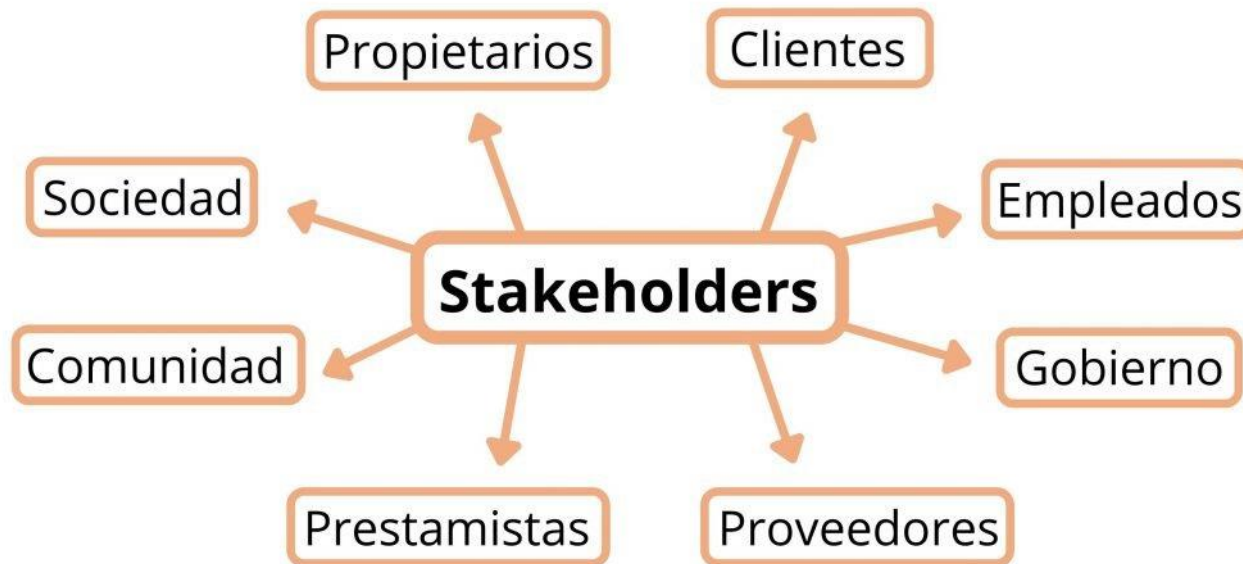 Propietarios
Clientes
Sociedad
Empleados
Stakeholders
Comunidad
Gobierno
Prestamistas
Proveedores